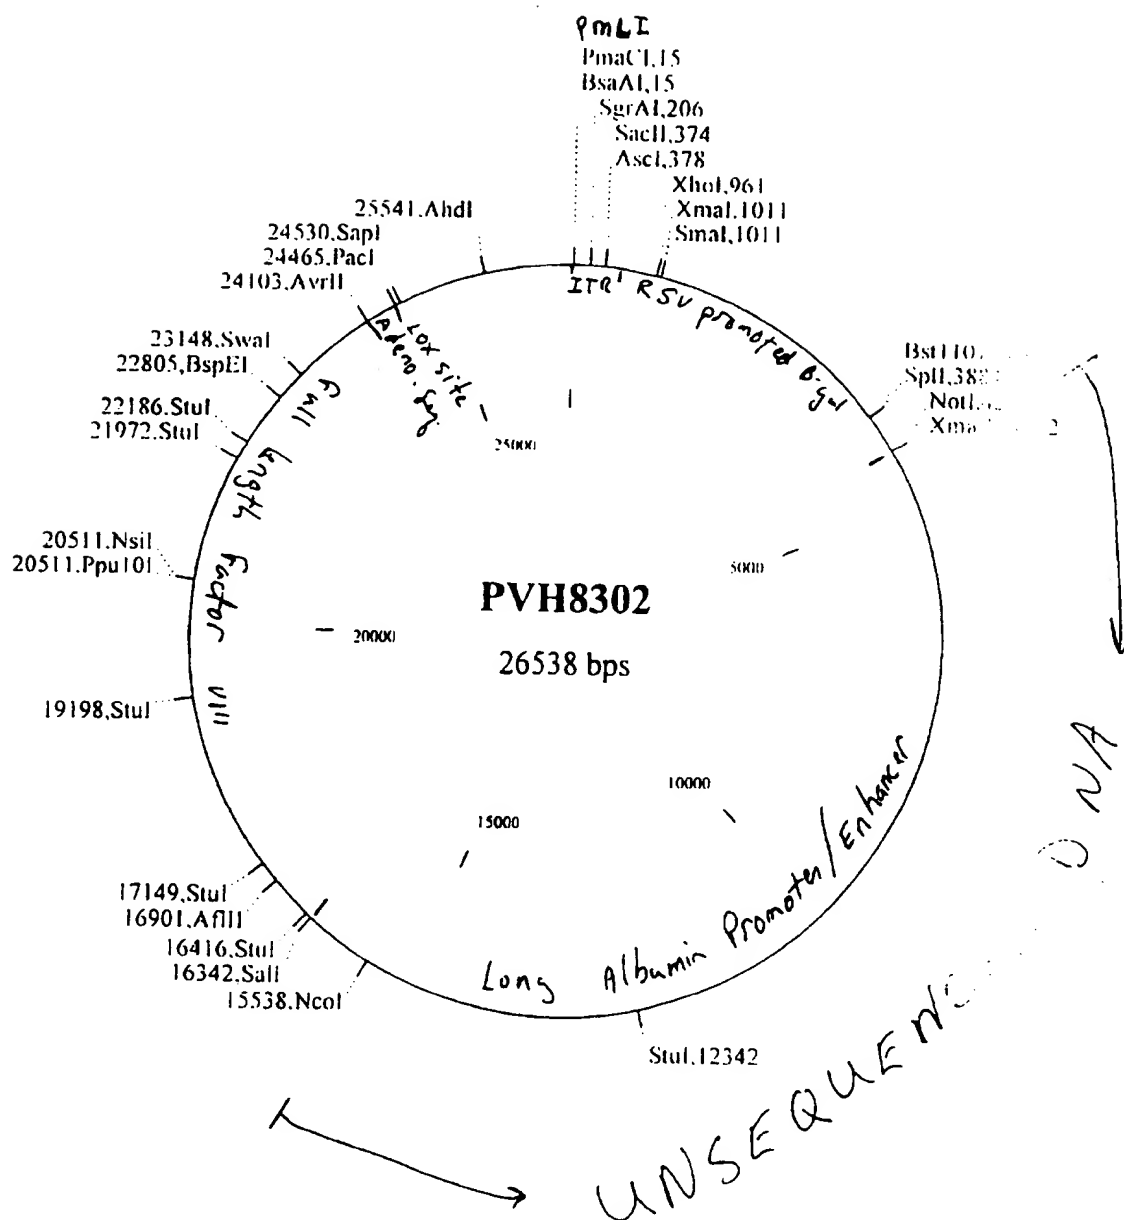 PmLI
PmaCI,15
BsaAI,15
SgrAI,206
SacII,374
AscI,378
XhoI,961
XmaI,1011
SmaI,1011
25541,AhdI
24530,SapI
24465,PacI
24103,AvrII
23148,SwaI
22805,BspEI
22186,StuI
21972,StuI
20511,NsiI
20511,Ppu10I
19198,StuI
17149,StuI
16901,AflII
16416,StuI
16342,SalI
15538,NcoI
StuI,12342
ITR
RSV promoted B-gal
LOX site
Adeno. Seq.
Full length Factor VIII
Long Albumin Promoter/Enhancer
25000
5000
20000
10000
15000
PVH8302
26538 bps
DNA